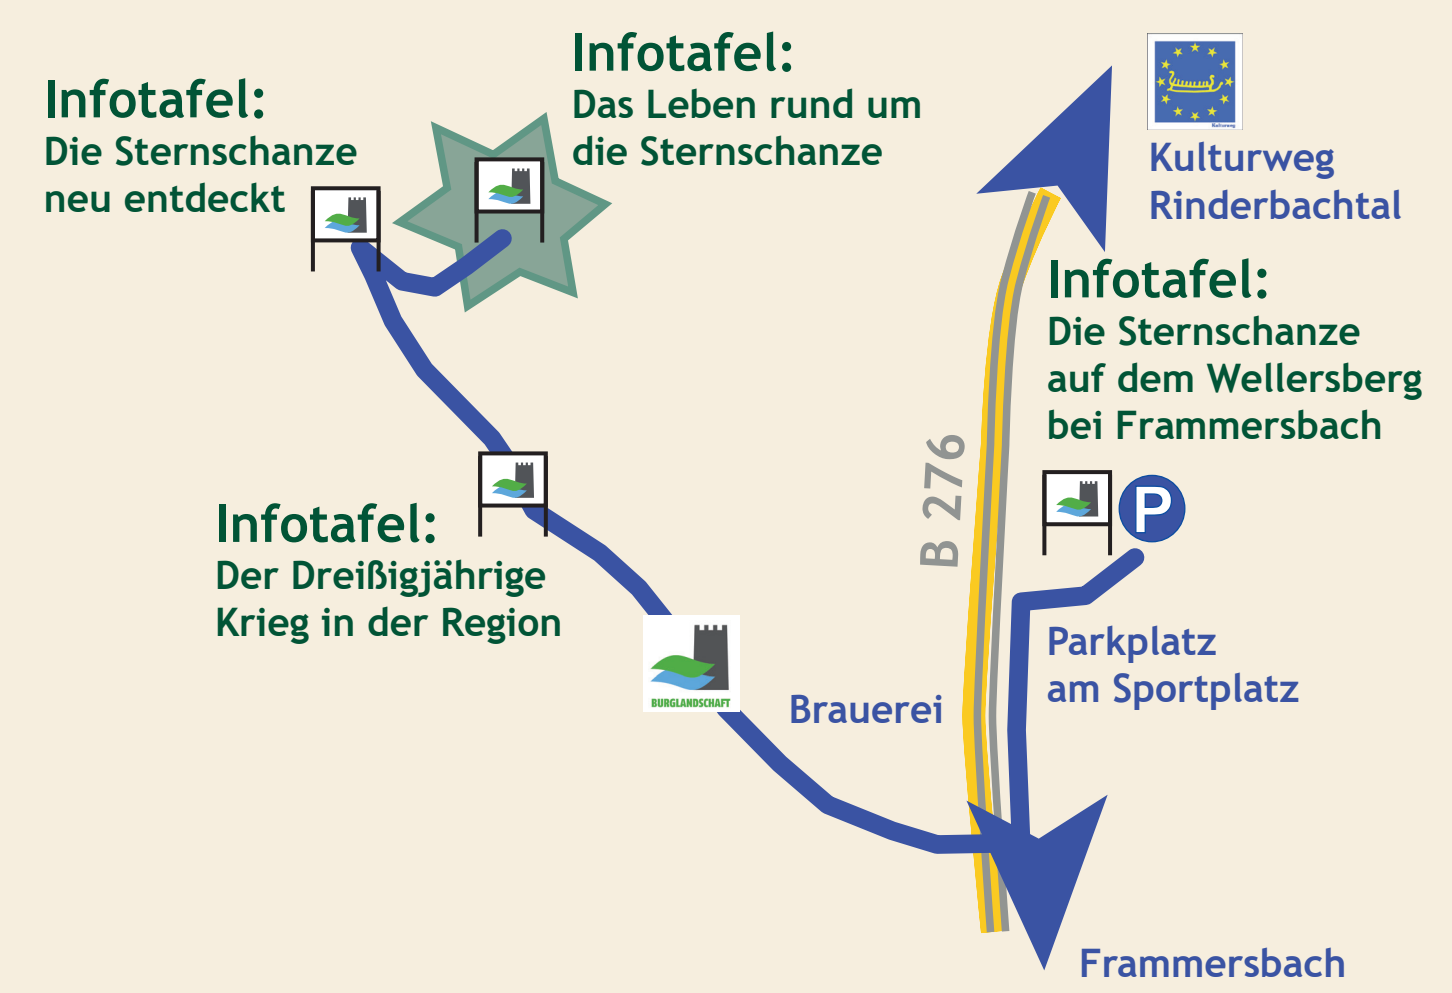 Infotafel:
Die Sternschanze
neu entdeckt
Infotafel:
Das Leben rund um
die Sternschanze
Kulturweg
Kulturweg
Rinderbachtal
Infotafel:
Die Sternschanze
auf dem Wellersberg
bei Frammersbach
P
B 276
Infotafel:
Der Dreißigjährige
Krieg in der Region
BURGLANDSCHAFT
Brauerei
Parkplatz
am Sportplatz
Frammersbach